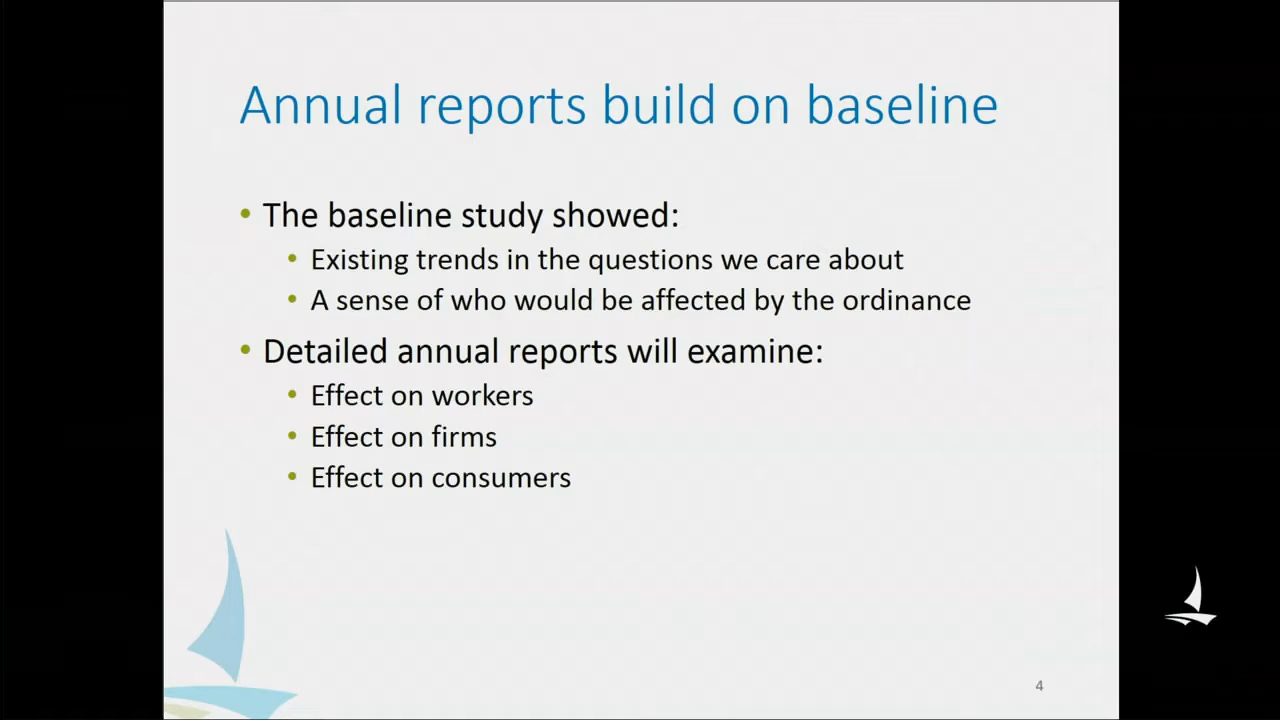 Annual reports build on baseline
• The baseline study showed:
• Existing trends in the questions we care about
• A sense of who would be affected by the ordinance
• Detailed annual reports will examine:
• Effect on workers
• Effect on firms
• Effect on consumers
4